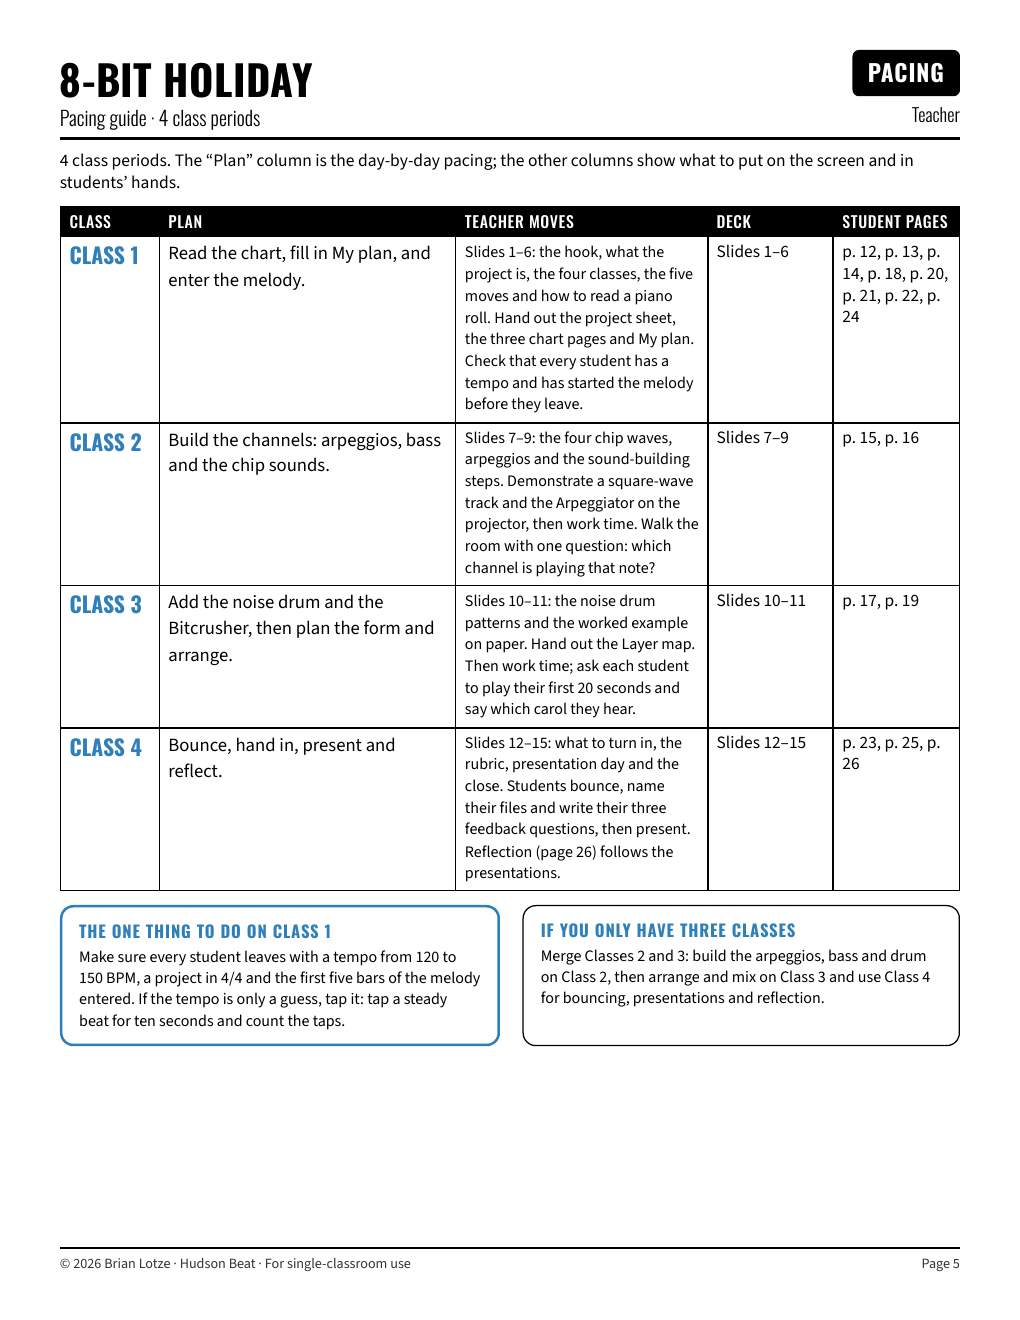 8-BIT HOLIDAY
PACING
Pacing guide · 4 class periods
Teacher
4 class periods. The “Plan” column is the day-by-day pacing; the other columns show what to put on the screen and in
students’ hands.
CLASS PLAN TEACHER MOVES DECK STUDENT PAGES
CLASS 1
Read the chart, fill in My plan, and
enter the melody.
Slides 1–6: the hook, what the
project is, the four classes, the five
moves and how to read a piano
roll. Hand out the project sheet,
the three chart pages and My plan.
Check that every student has a
tempo and has started the melody
before they leave.
Slides 1–6
p. 12, p. 13, p.
14, p. 18, p. 20,
p. 21, p. 22, p.
24
CLASS 2
Build the channels: arpeggios, bass
and the chip sounds.
Slides 7–9: the four chip waves,
arpeggios and the sound-building
steps. Demonstrate a square-wave
track and the Arpeggiator on the
projector, then work time. Walk the
room with one question: which
channel is playing that note?
Slides 7–9
p. 15, p. 16
CLASS 3
Add the noise drum and the
Bitcrusher, then plan the form and
arrange.
Slides 10–11: the noise drum
patterns and the worked example
on paper. Hand out the Layer map.
Then work time; ask each student
to play their first 20 seconds and
say which carol they hear.
Slides 10–11
p. 17, p. 19
CLASS 4
Bounce, hand in, present and
reflect.
Slides 12–15: what to turn in, the
rubric, presentation day and the
close. Students bounce, name
their files and write their three
feedback questions, then present.
Reflection (page 26) follows the
presentations.
Slides 12–15
p. 23, p. 25, p.
26
THE ONE THING TO DO ON CLASS 1
Make sure every student leaves with a tempo from 120 to
150 BPM, a project in 4/4 and the first five bars of the melody
entered. If the tempo is only a guess, tap it: tap a steady
beat for ten seconds and count the taps.
IF YOU ONLY HAVE THREE CLASSES
Merge Classes 2 and 3: build the arpeggios, bass and drum
on Class 2, then arrange and mix on Class 3 and use Class 4
for bouncing, presentations and reflection.
© 2026 Brian Lotze · Hudson Beat · For single-classroom use
Page 5